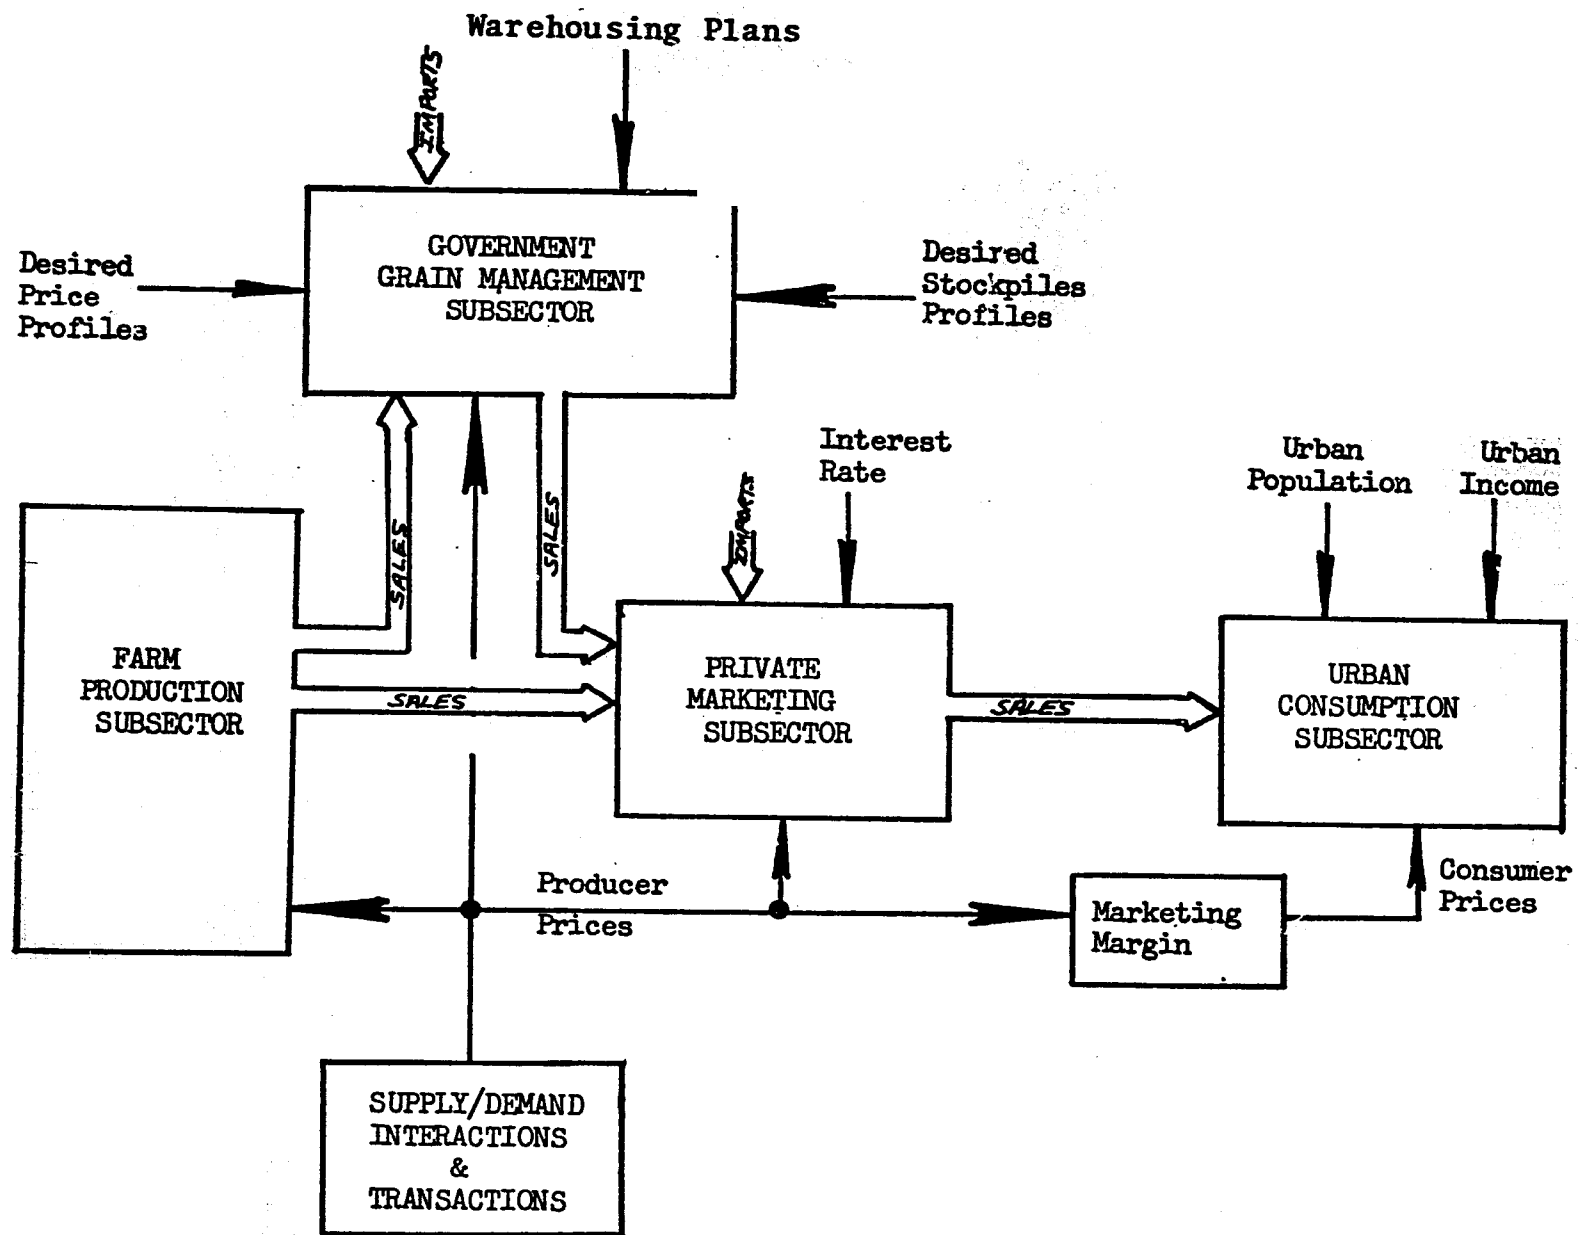 Warehousing Plans
IMPORTS
GOVERNMENT
GRAIN MANAGEMENT
SUBSECTOR
Desired
Price
Profiles
Desired
Stockpiles
Profiles
SALES
SALES
IMPORTS
Interest
Rate
Urban
Population
Urban
Income
FARM
PRODUCTION
SUBSECTOR
SALES
PRIVATE
MARKETING
SUBSECTOR
SALES
URBAN
CONSUMPTION
SUBSECTOR
Producer
Prices
Marketing
Margin
Consumer
Prices
SUPPLY/DEMAND
INTERACTIONS
&
TRANSACTIONS